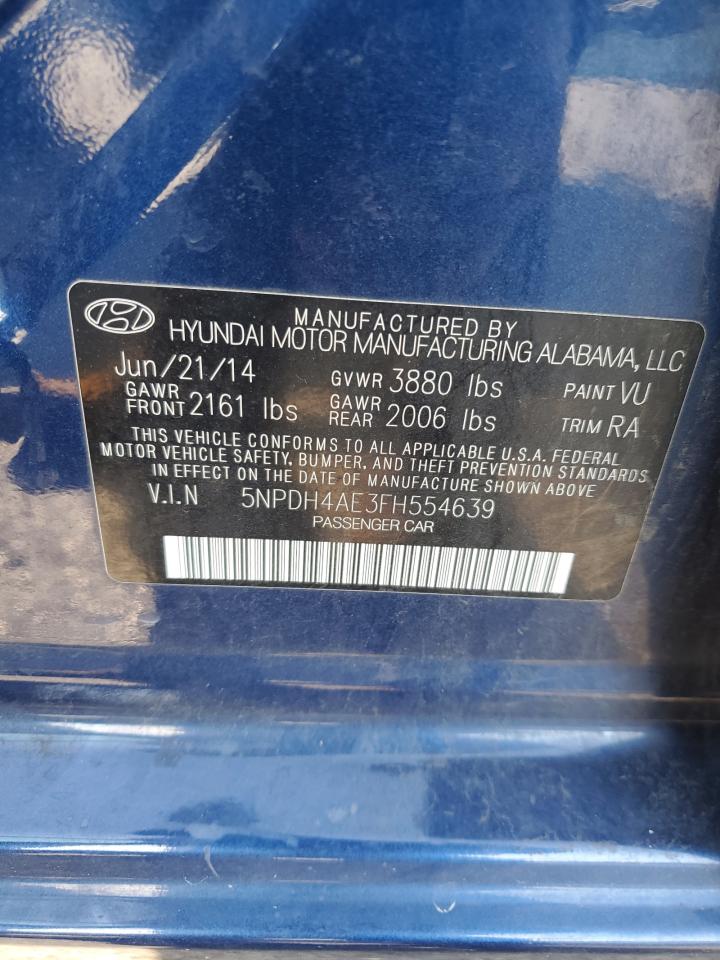 MANUFACTURED BY
HYUNDAI MOTOR MANUFACTURING ALABAMA, LLC
Jun/21/14 GVWR 3880 lbs PAINT VU
GAWR FRONT 2161 lbs GAWR REAR 2006 lbs TRIM RA
THIS VEHICLE CONFORMS TO ALL APPLICABLE U.S.A. FEDERAL
MOTOR VEHICLE SAFETY, BUMPER, AND THEFT PREVENTION STANDARDS
IN EFFECT ON THE DATE OF MANUFACTURE SHOWN ABOVE
V.I.N 5NPDH4AE3FH554639
PASSENGER CAR